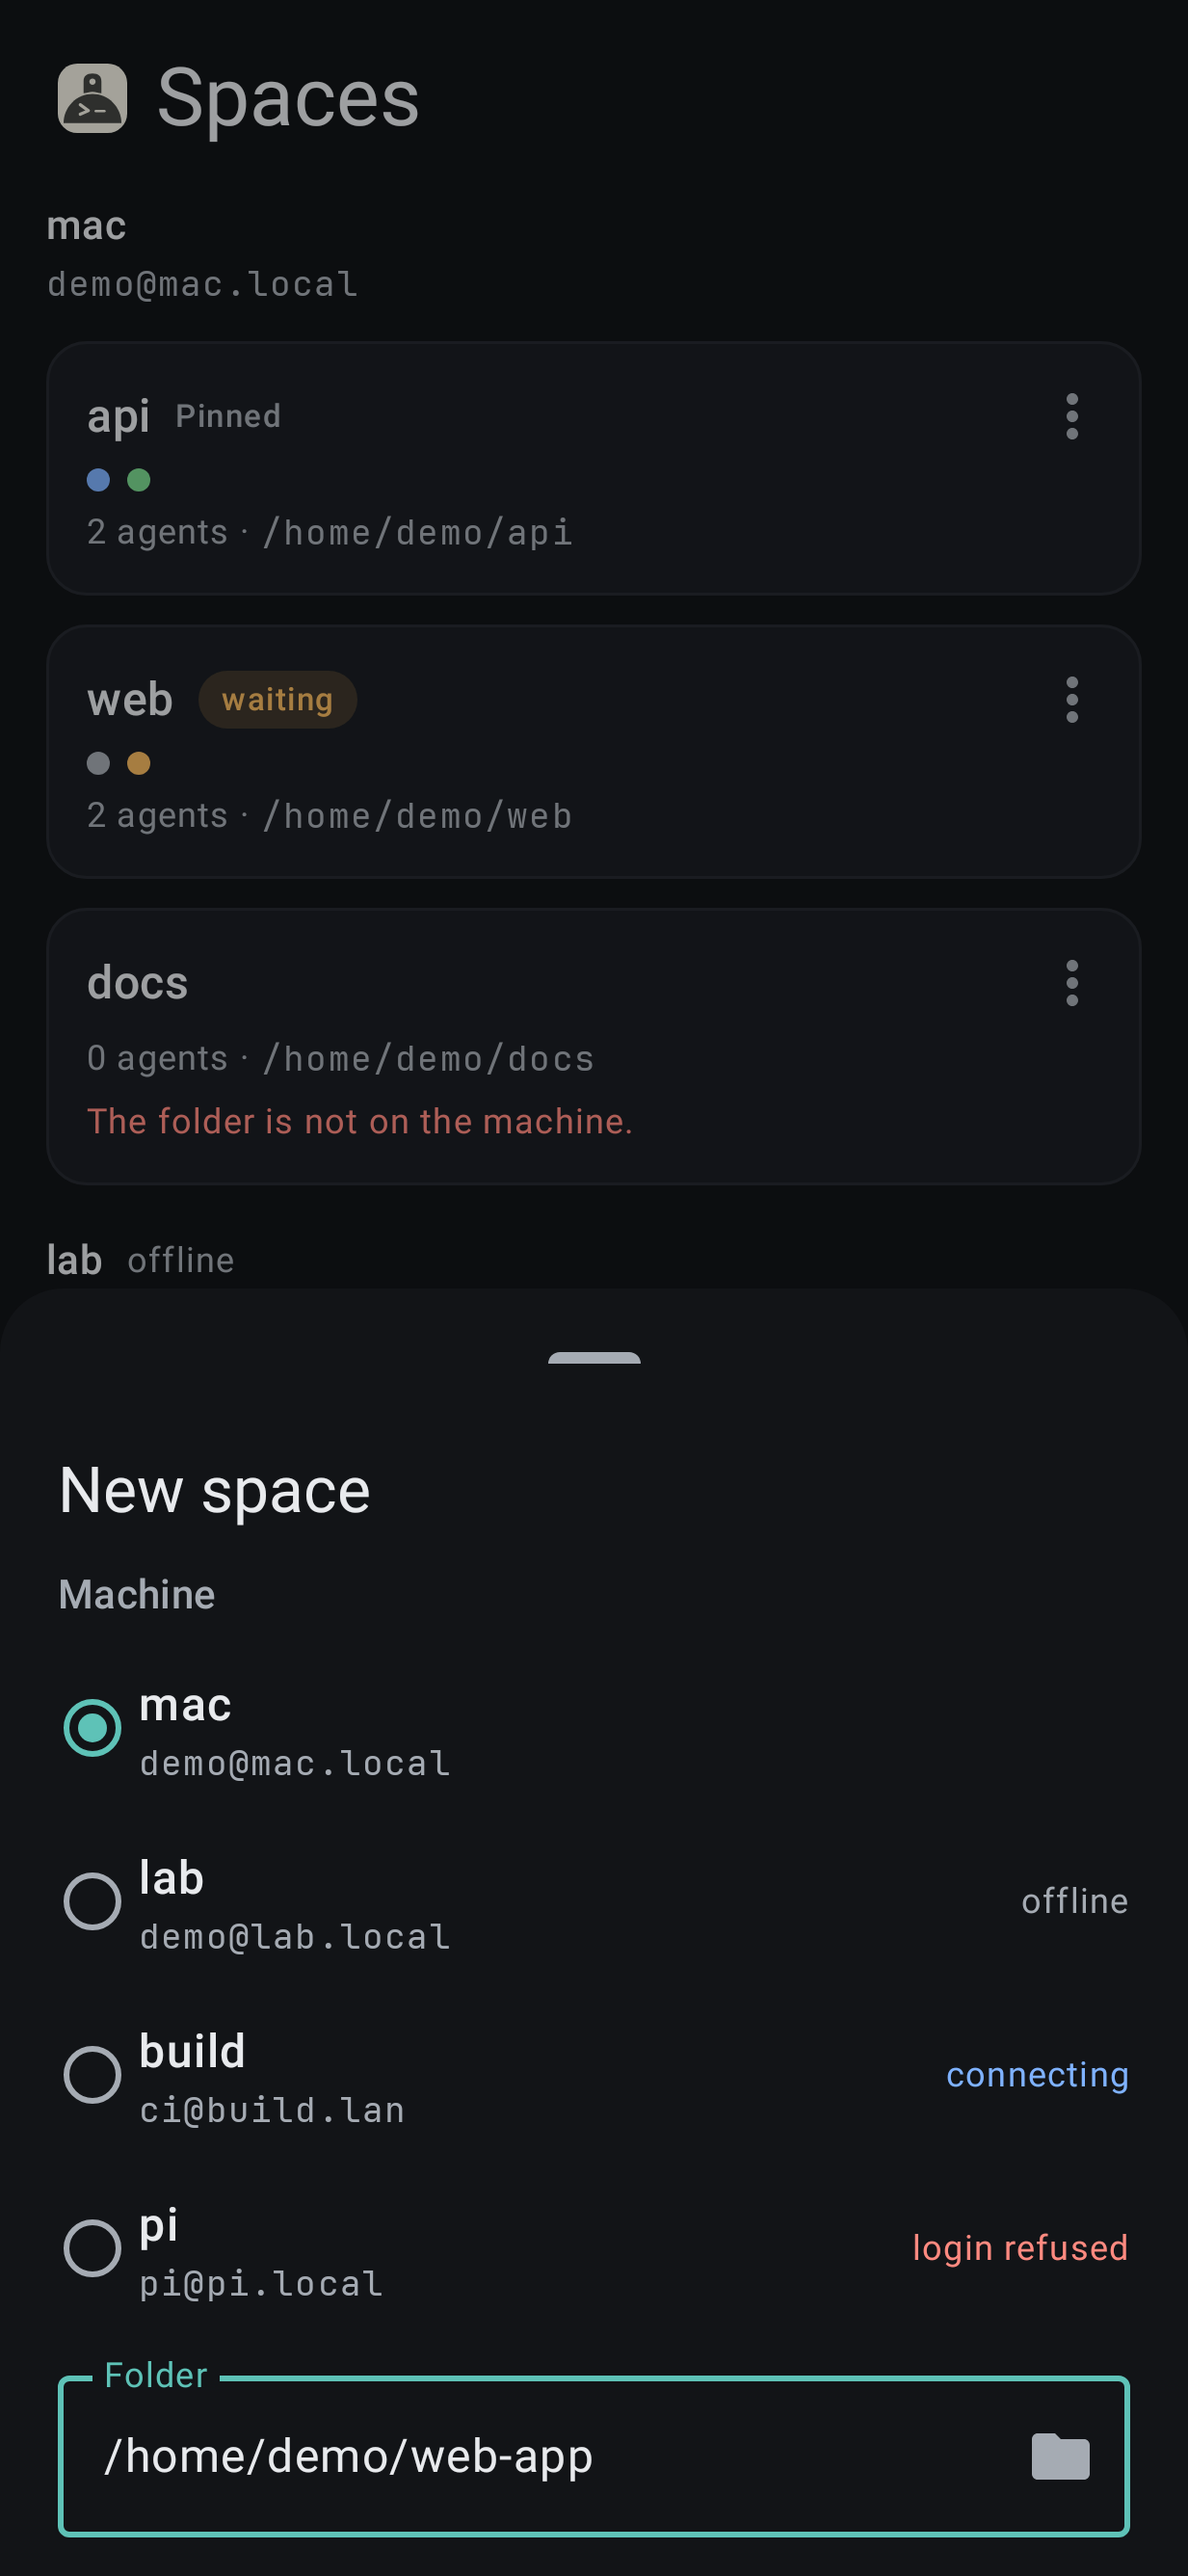 >_ Spaces
mac
demo@mac.local
api Pinned
2 agents · /home/demo/api
web waiting
2 agents · /home/demo/web
docs
0 agents · /home/demo/docs
The folder is not on the machine.
lab offline
New space
Machine
mac
demo@mac.local
lab
demo@lab.local
offline
build
ci@build.lan
connecting
pi
pi@pi.local
login refused
Folder
/home/demo/web-app